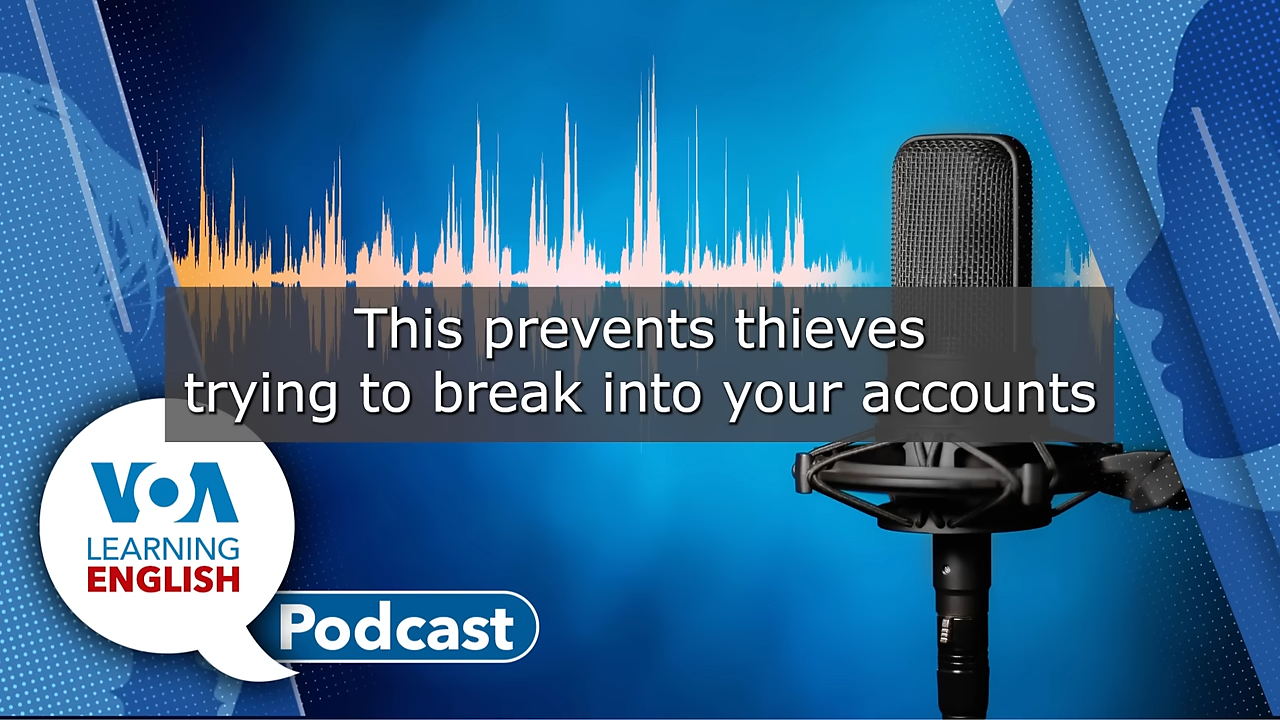 This prevents thieves
trying to break into your accounts
VOA
LEARNING
ENGLISH
Podcast